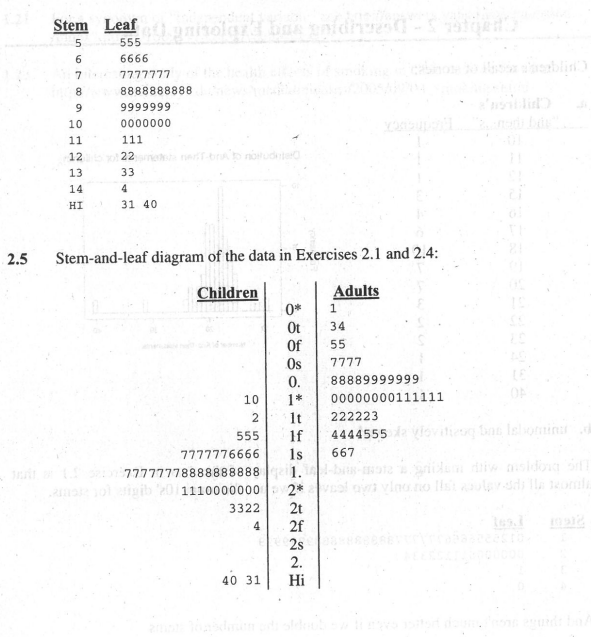 Stem Leaf
5 555
6 6666
7 7777777
8 8888888888
9 9999999
10 0000000
11 111
12 22
13 33
14 4
HI 31 40
2.5 Stem-and-leaf diagram of the data in Exercises 2.1 and 2.4:
Children Adults
0* 1
0t 34
0f 55
0s 7777
0. 88889999999
10 1* 00000000111111
2 1t 222223
555 1f 4444555
7777776666 1s 667
77777778888888888 1.
1110000000 2*
3322 2t
4 2f
2s
2.
40 31 Hi